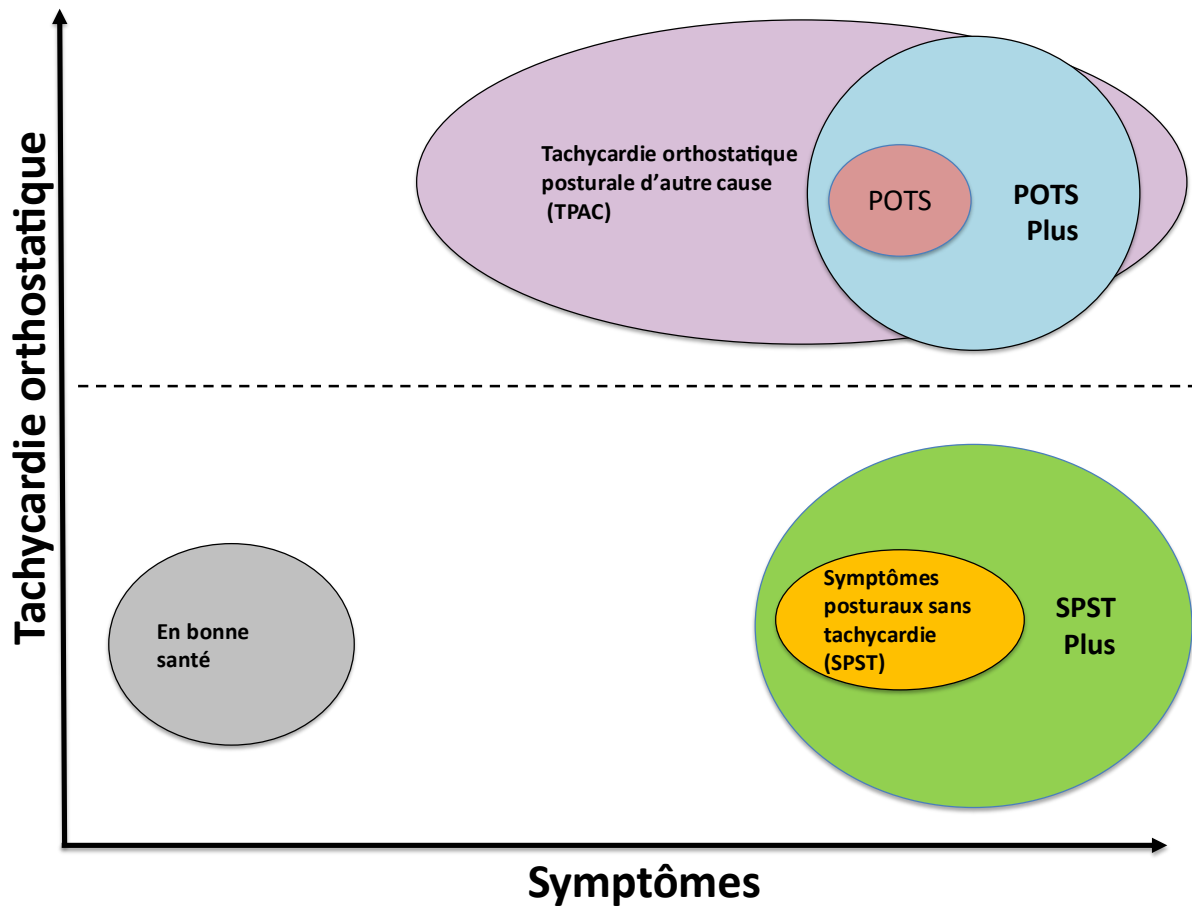 Tachycardie orthostatique
Tachycardie orthostatique
posturale d’autre cause
(TPAC)
POTS
POTS
Plus
En bonne
santé
Symptômes
posturaux sans
tachycardie
(SPST)
SPST
Plus
Symptômes